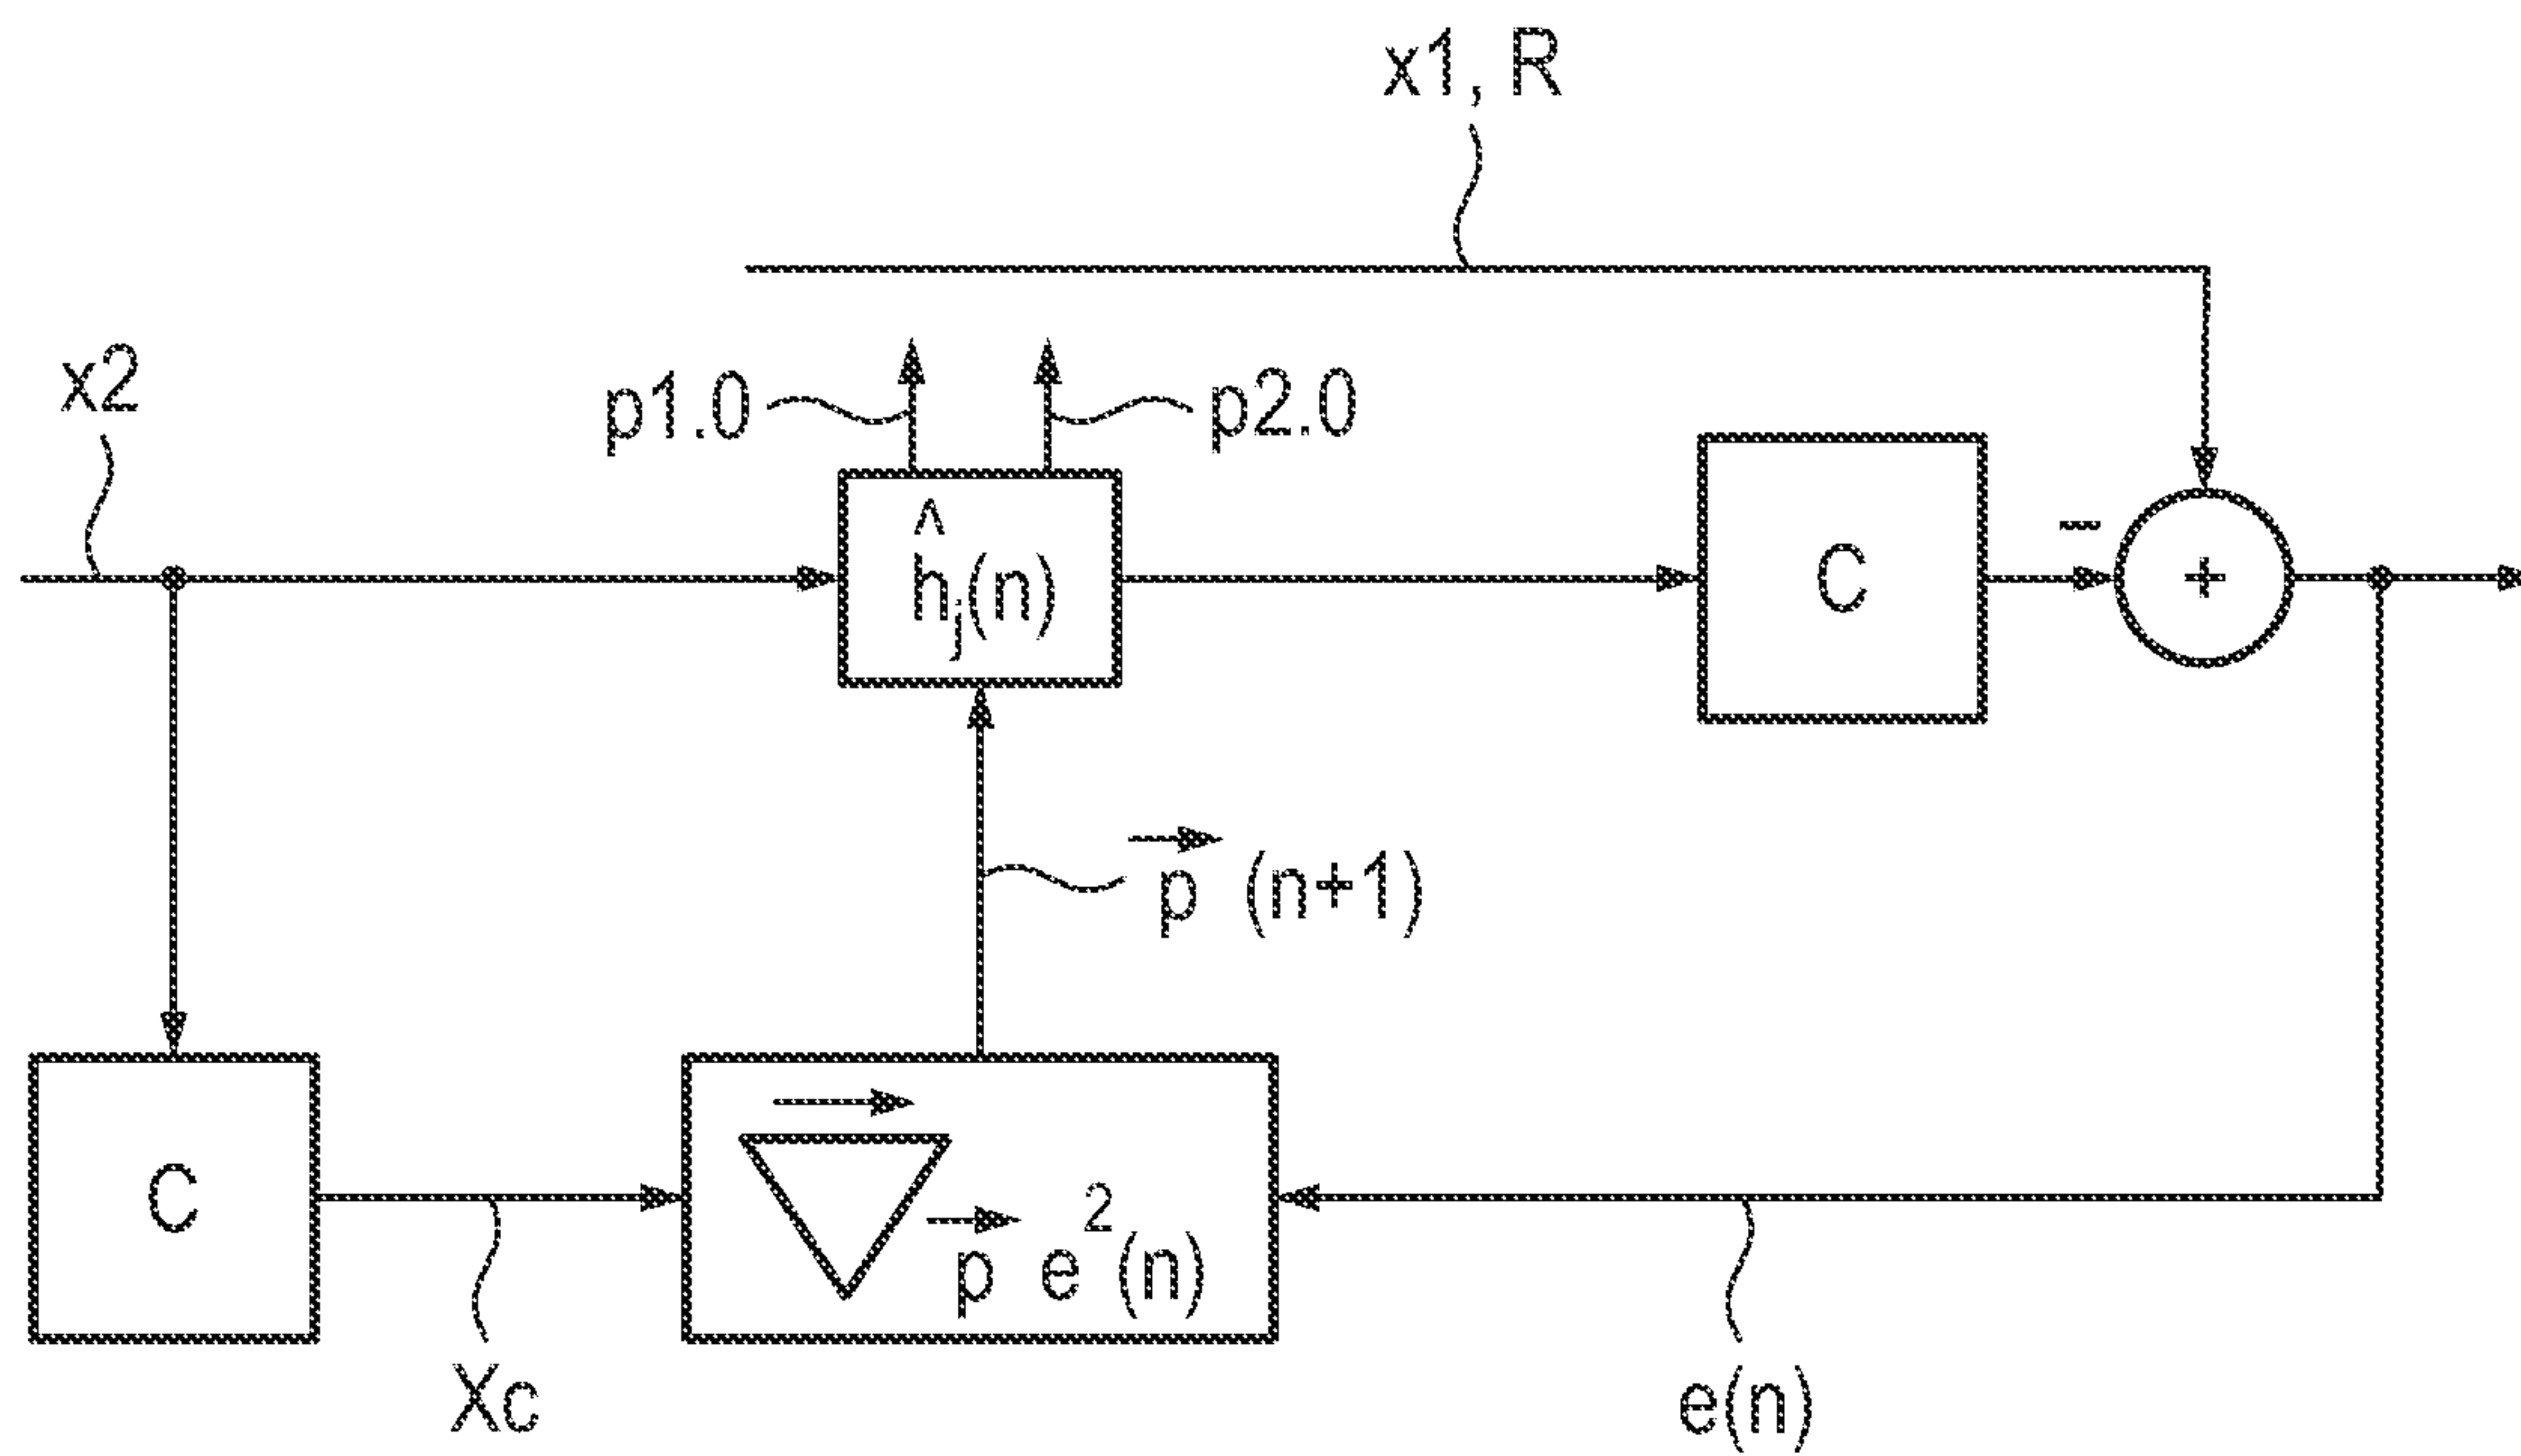 x1, R
x2
p1.0
p2.0
ĥj(n)
C
−
+
p⃗ (n+1)
C
∇⃗p⃗ e²(n)
Xc
e(n)